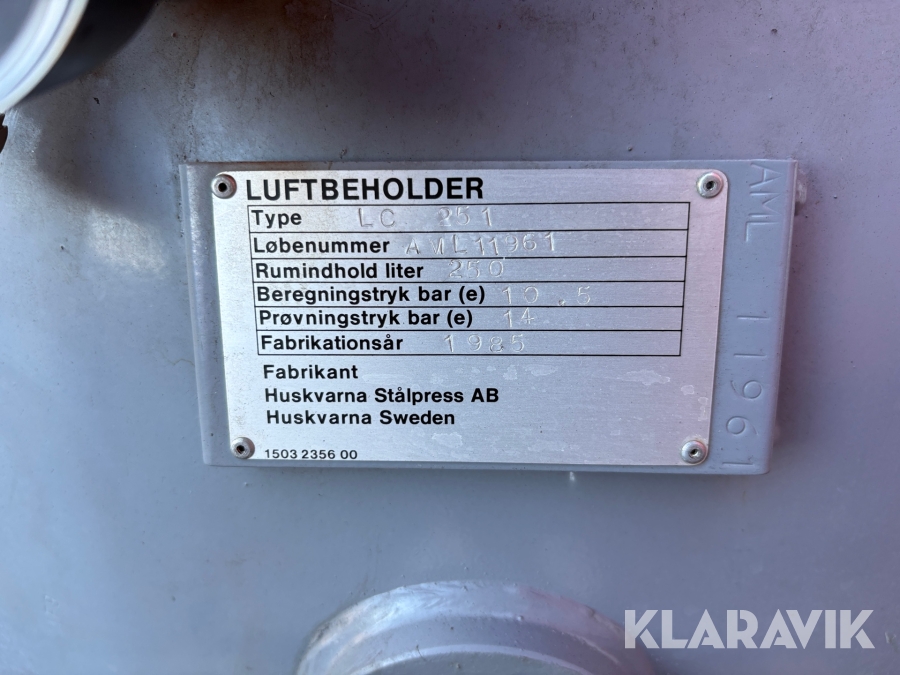 LUFTBEHOLDER
Type LC 251
Løbenummer AML11961
Rumindhold liter 250
Beregningstryk bar (e) 10.5
Prøvningstryk bar (e) 14
Fabrikationsår 1985
Fabrikant
Huskvarna Stålpress AB
Huskvarna Sweden
1503 2356 00
AML 11961
KLARAVIK